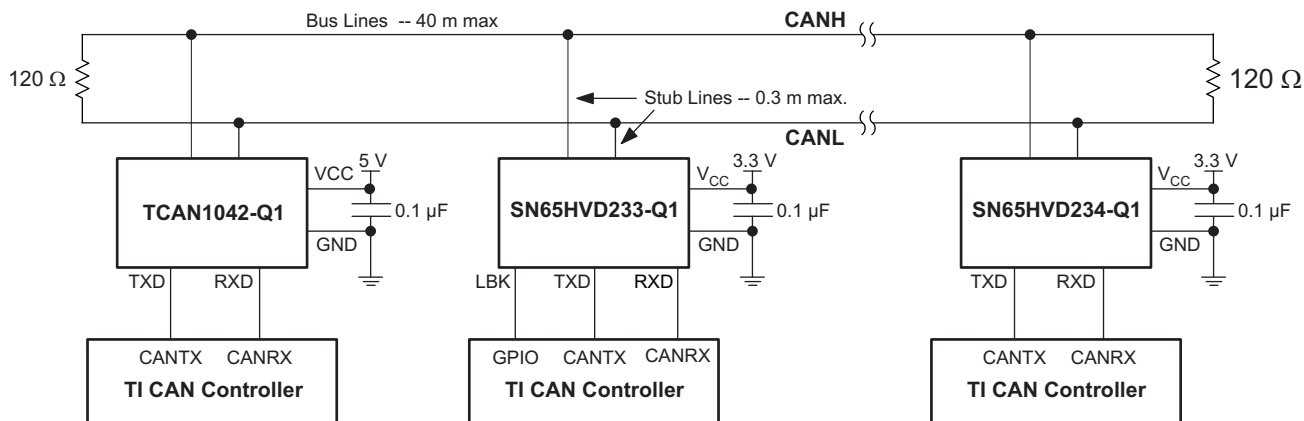 Bus Lines -- 40 m max
CANH
120 Ω
120 Ω
Stub Lines -- 0.3 m max.
CANL
5 V
VCC
TCAN1042-Q1
0.1 µF
GND
TXD
RXD
3.3 V
VCC
SN65HVD233-Q1
0.1 µF
GND
LBK
TXD
RXD
3.3 V
VCC
SN65HVD234-Q1
0.1 µF
GND
TXD
RXD
CANTX CANRX
TI CAN Controller
GPIO CANTX CANRX
TI CAN Controller
CANTX CANRX
TI CAN Controller